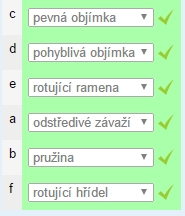 c pevná objímka
d pohyblivá objímka
e rotující ramena
a odstředivé závaží
b pružina
f rotující hřídel